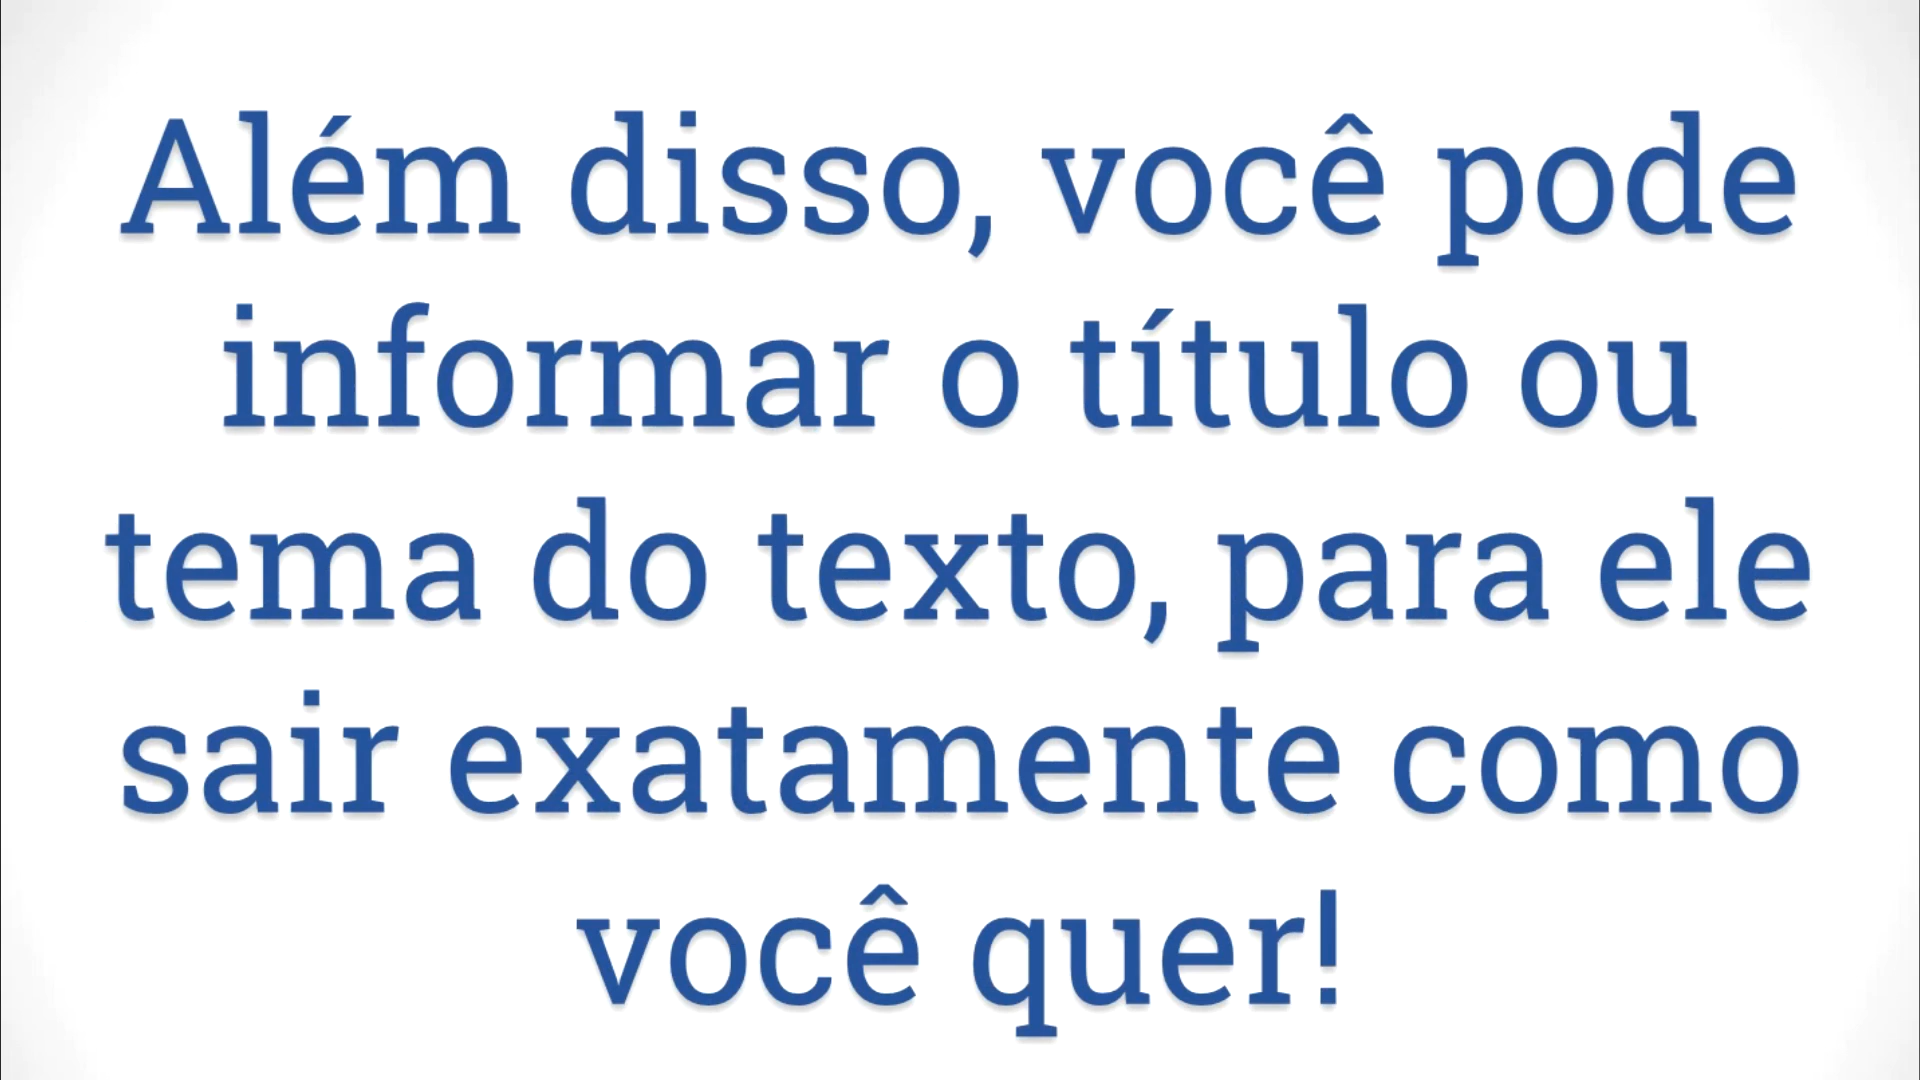 Além disso, você pode
informar o título ou
tema do texto, para ele
sair exatamente como
você quer!